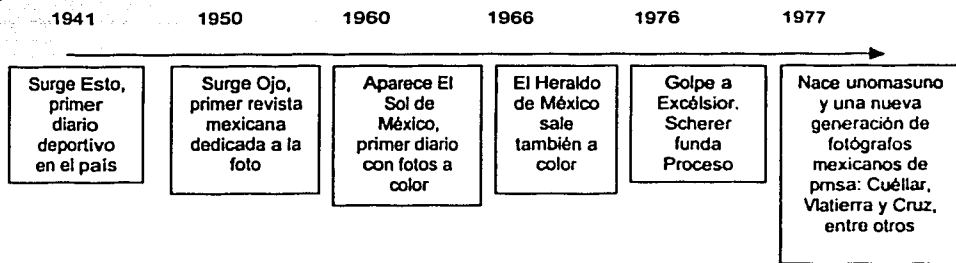 1941 1950 1960 1966 1976 1977
Surge Esto,
primer
diario
deportivo
en el país
Surge Ojo,
primer revista
mexicana
dedicada a la
foto
Aparece El
Sol de
México,
primer diario
con fotos a
color
El Heraldo
de México
sale
también a
color
Golpe a
Excélsior.
Scherer
funda
Proceso
Nace unomasuno
y una nueva
generación de
fotógrafos
mexicanos de
prnsa: Cuéllar,
Vlatierra y Cruz,
entre otros